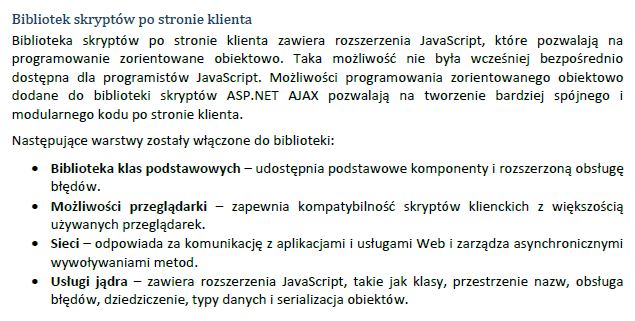 Bibliotek skryptów po stronie klienta
Biblioteka skryptów po stronie klienta zawiera rozszerzenia JavaScript, które pozwalają na
programowanie zorientowane obiektowo. Taka możliwość nie była wcześniej bezpośrednio
dostępna dla programistów JavaScript. Możliwości programowania zorientowanego obiektowo
dodane do biblioteki skryptów ASP.NET AJAX pozwalają na tworzenie bardziej spójnego i
modularnego kodu po stronie klienta.
Następujące warstwy zostały włączone do biblioteki:
• Biblioteka klas podstawowych – udostępnia podstawowe komponenty i rozszerzoną obsługę
błędów.
• Możliwości przeglądarki – zapewnia kompatybilność skryptów klienckich z większością
używanych przeglądarek.
• Sieci – odpowiada za komunikację z aplikacjami i usługami Web i zarządza asynchronicznymi
wywoływaniami metod.
• Usługi jądra – zawiera rozszerzenia JavaScript, takie jak klasy, przestrzenie nazw, obsługa
błędów, dziedziczenie, typy danych i serializacja obiektów.